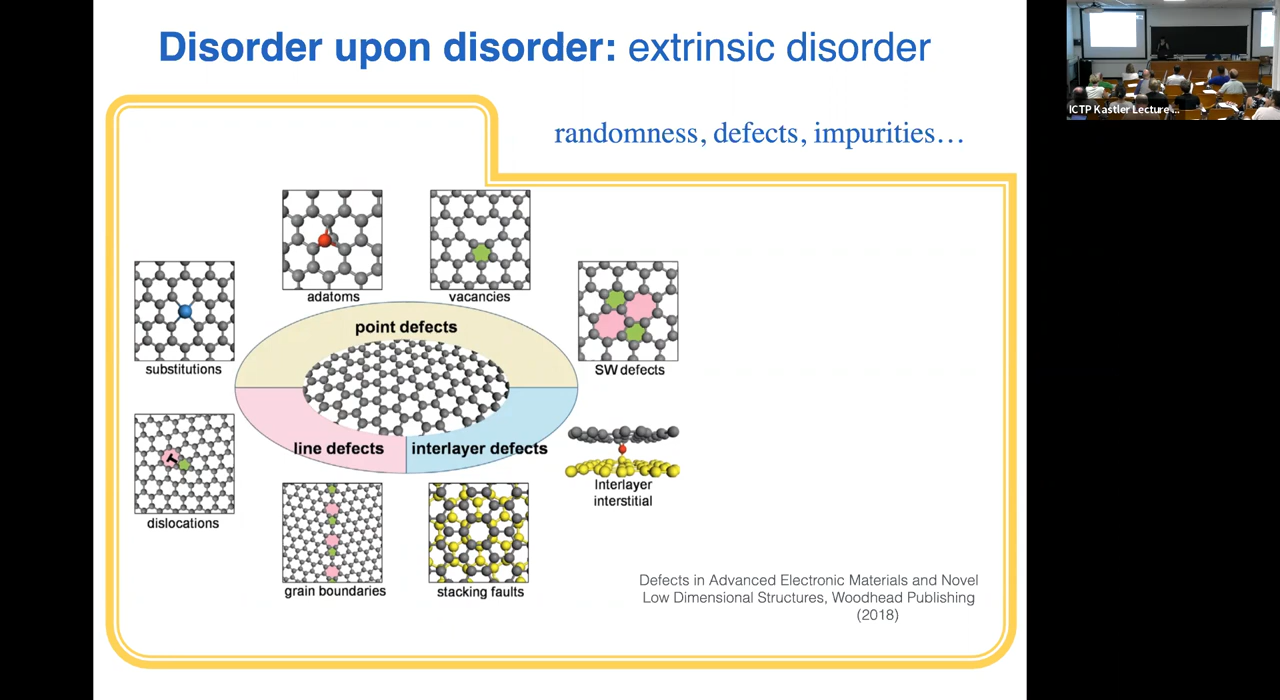 Disorder upon disorder: extrinsic disorder
randomness, defects, impurities…
adatoms
vacancies
substitutions
SW defects
point defects
line defects
interlayer defects
dislocations
Interlayer
interstitial
grain boundaries
stacking faults
Defects in Advanced Electronic Materials and Novel
Low Dimensional Structures, Woodhead Publishing
(2018)
ICTP Kastler Lecture ...